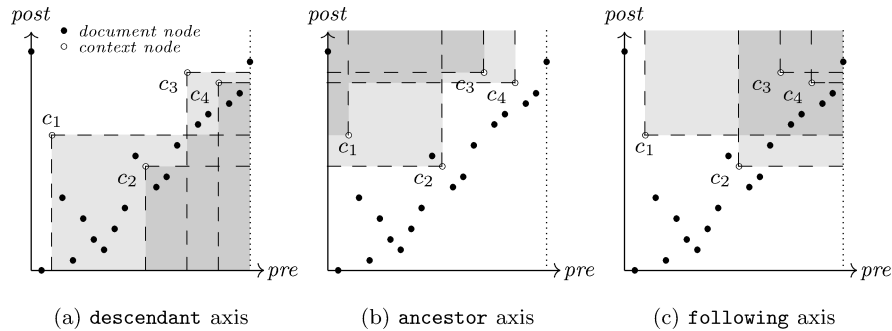 post
document node
context node
c1
c2
c3
c4
pre
(a) descendant axis
post
c1
c2
c3
c4
pre
(b) ancestor axis
post
c1
c2
c3
c4
pre
(c) following axis